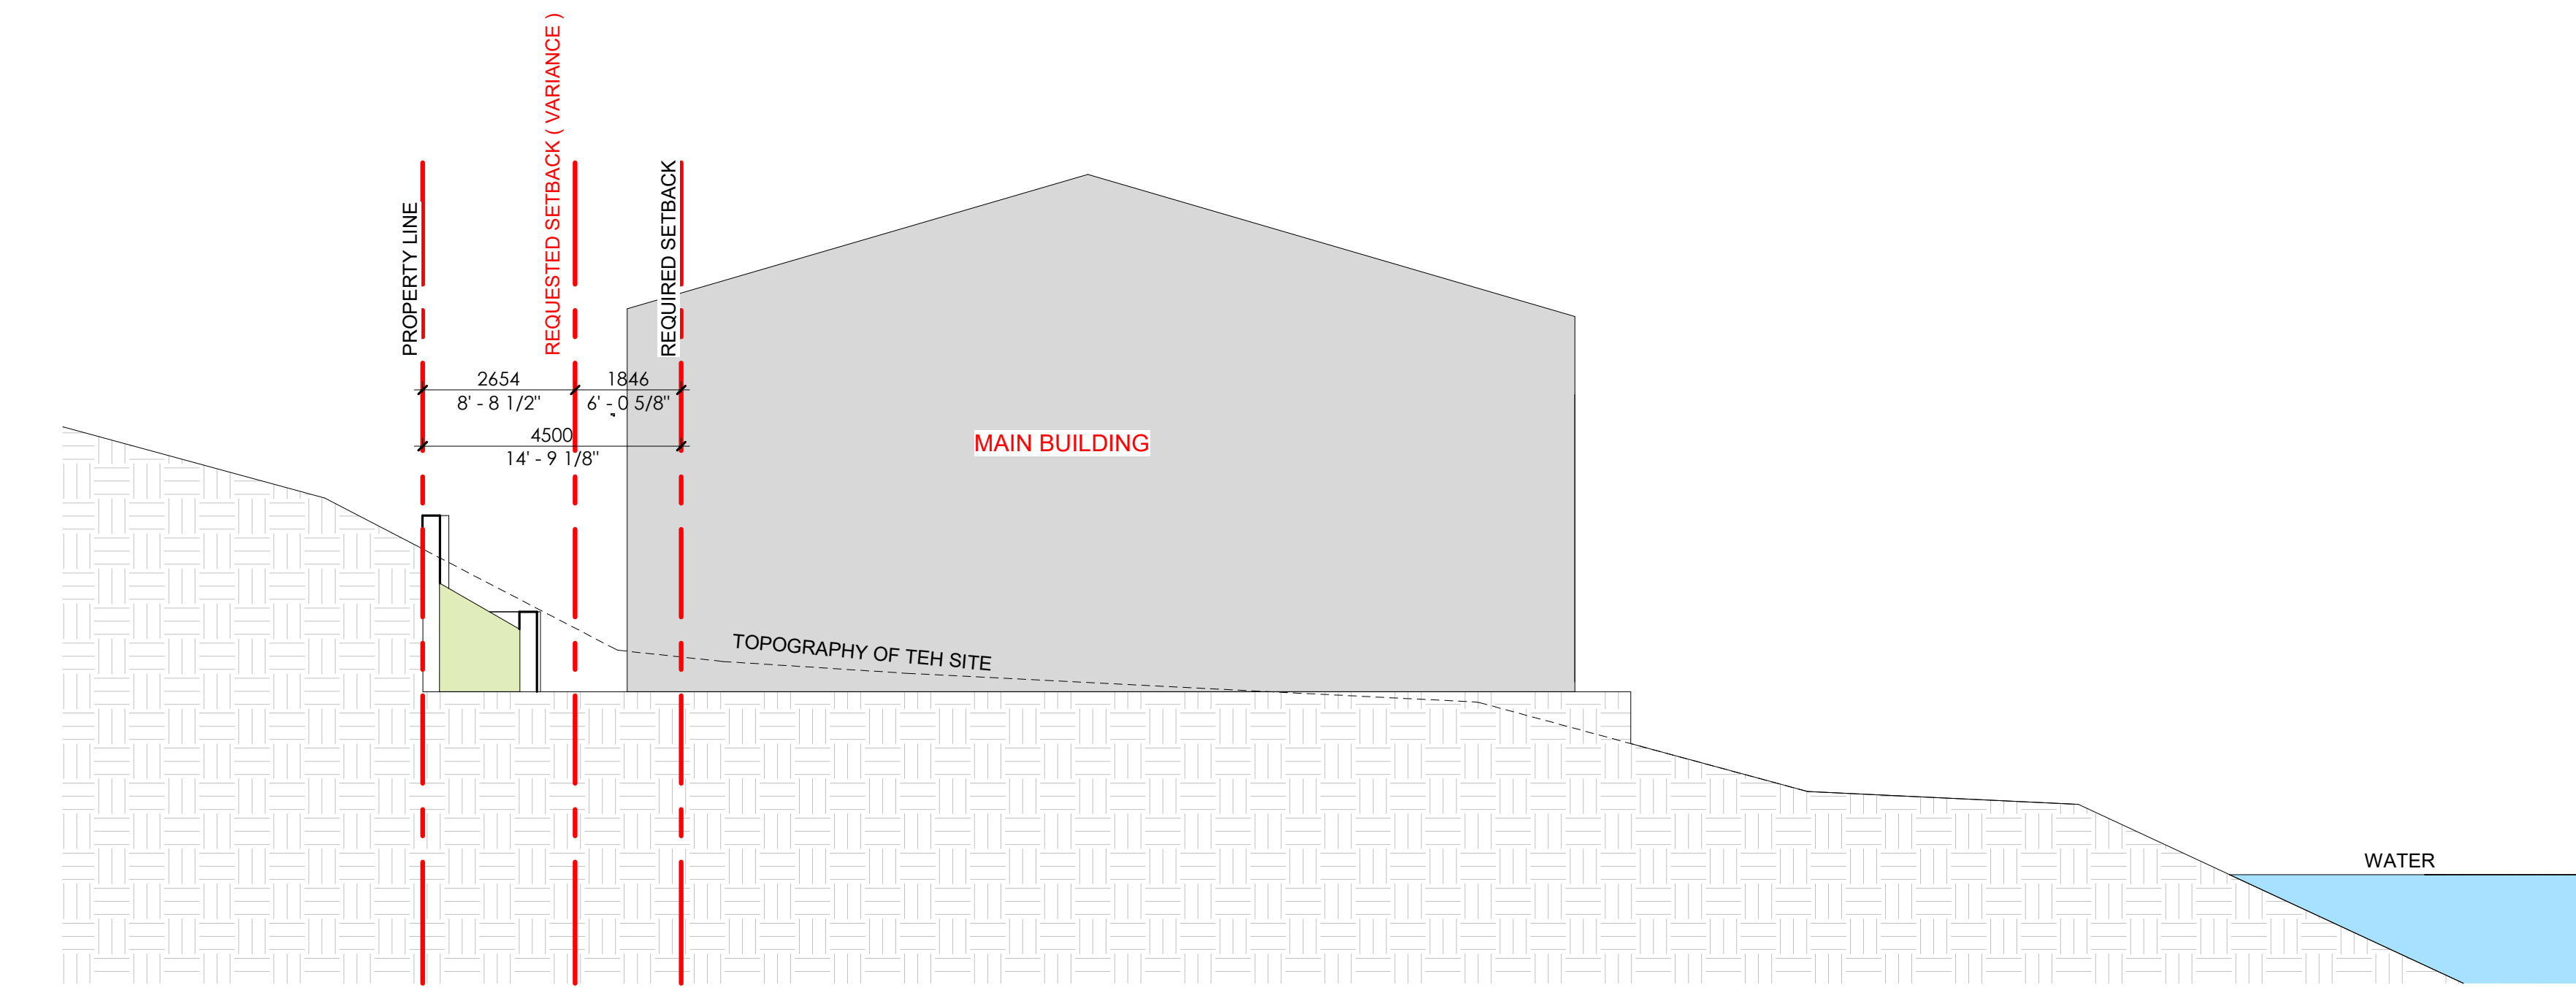 REQUESTED SETBACK ( VARIANCE )
PROPERTY LINE
REQUIRED SETBACK
2654
1846
8' - 8 1/2"
6' - 0 5/8"
4500
14' - 9 1/8"
MAIN BUILDING
TOPOGRAPHY OF TEH SITE
WATER